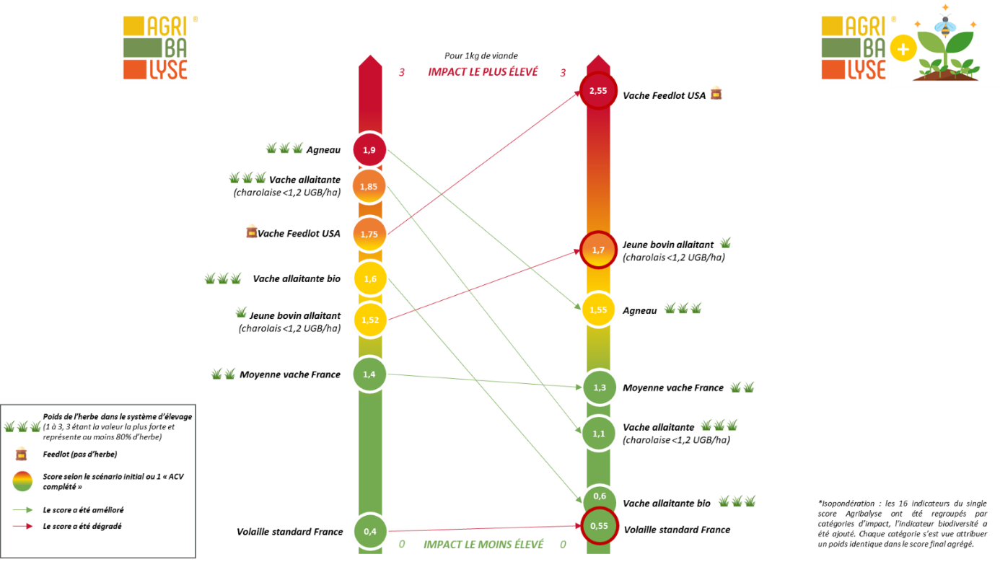 AGRI
BA
LYSE
®
Pour 1kg de viande
3 IMPACT LE PLUS ÉLEVÉ 3
AGRI
BA
LYSE
®
+
1,9
Agneau
1,85
Vache allaitante
(charolaise <1,2 UGB/ha)
1,75
Vache Feedlot USA
1,6
Vache allaitante bio
1,52
Jeune bovin allaitant
(charolais <1,2 UGB/ha)
1,4
Moyenne vache France
0,4
Volaille standard France
2,55
Vache Feedlot USA
1,7
Jeune bovin allaitant
(charolais <1,2 UGB/ha)
1,55
Agneau
1,3
Moyenne vache France
1,1
Vache allaitante
(charolaise <1,2 UGB/ha)
0,6
Vache allaitante bio
0,55
Volaille standard France
0 IMPACT LE MOINS ÉLEVÉ 0
Poids de l'herbe dans le système d'élevage
(1 à 3, 3 étant la valeur la plus forte et
représente au moins 80% d'herbe)
Feedlot (pas d'herbe)
Score selon le scénario initial ou 1 « ACV
complété »
Le score a été amélioré
Le score a été dégradé
*Isopondération : les 16 indicateurs du single
score Agribalyse ont été regroupés par
catégories d'impact, l'indicateur biodiversité a
été ajouté. Chaque catégorie s'est vue attribuer
un poids identique dans le score final agrégé.